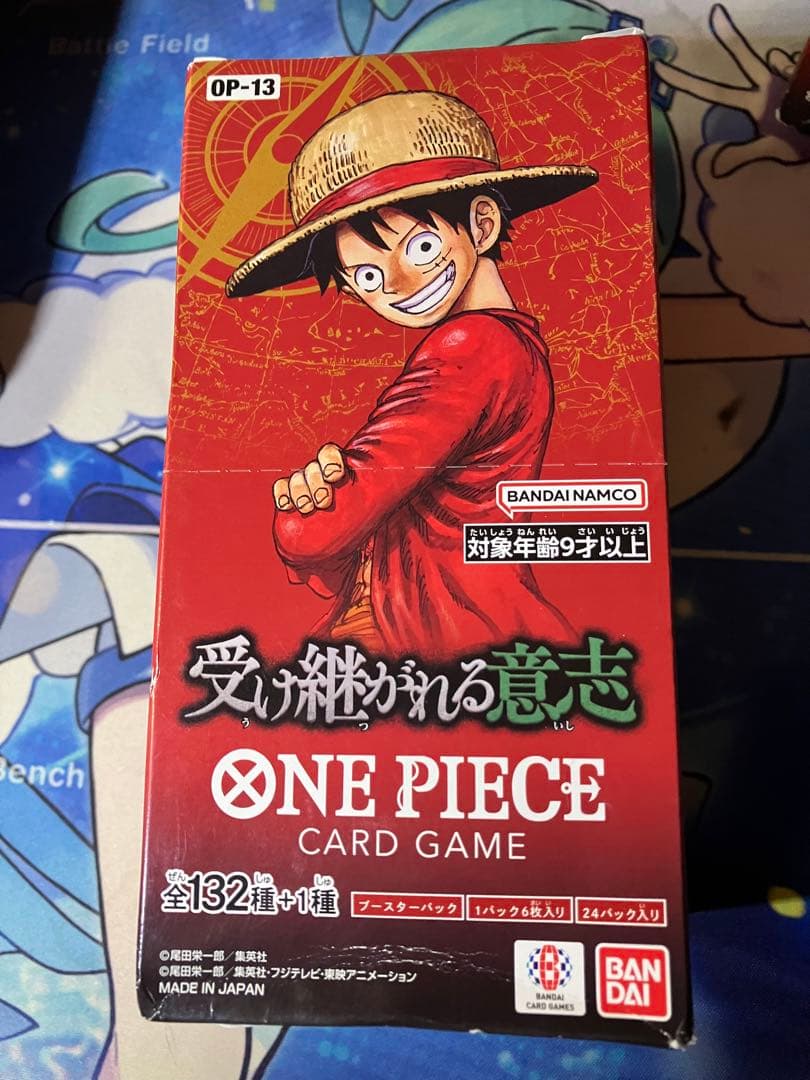 Battle Field
OP-13
BANDAI NAMCO
たいしょうねんれい さいいじょう
対象年齢9才以上
受け継がれる意志
う つ いし
ONE PIECE
CARD GAME
ぜん しゅ しゅ
全132種+1種
ブースターパック
まい い
1パック6枚入り
い
24パック入り
©尾田栄一郎/集英社
©尾田栄一郎/集英社・フジテレビ・東映アニメーション
MADE IN JAPAN
BANDAI
CARD GAMES
BAN
DAI
Bench